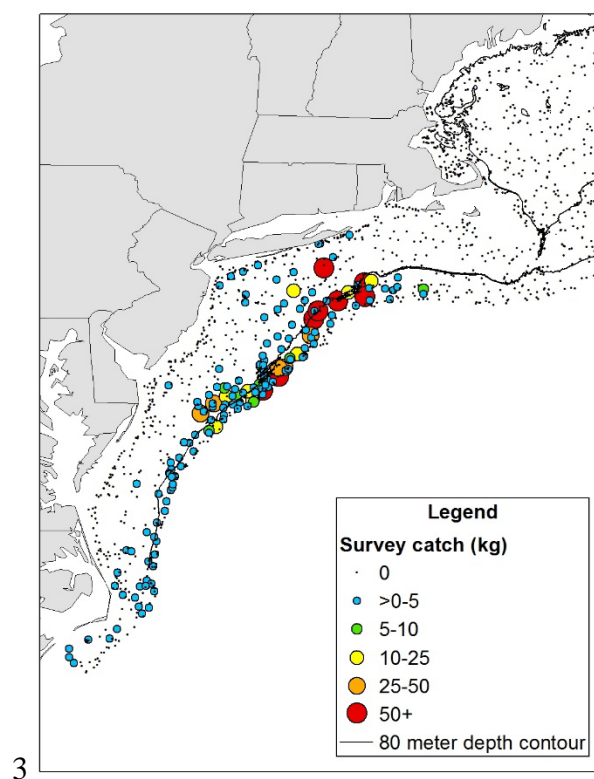 Legend
Survey catch (kg)
0
>0-5
5-10
10-25
25-50
50+
80 meter depth contour
3